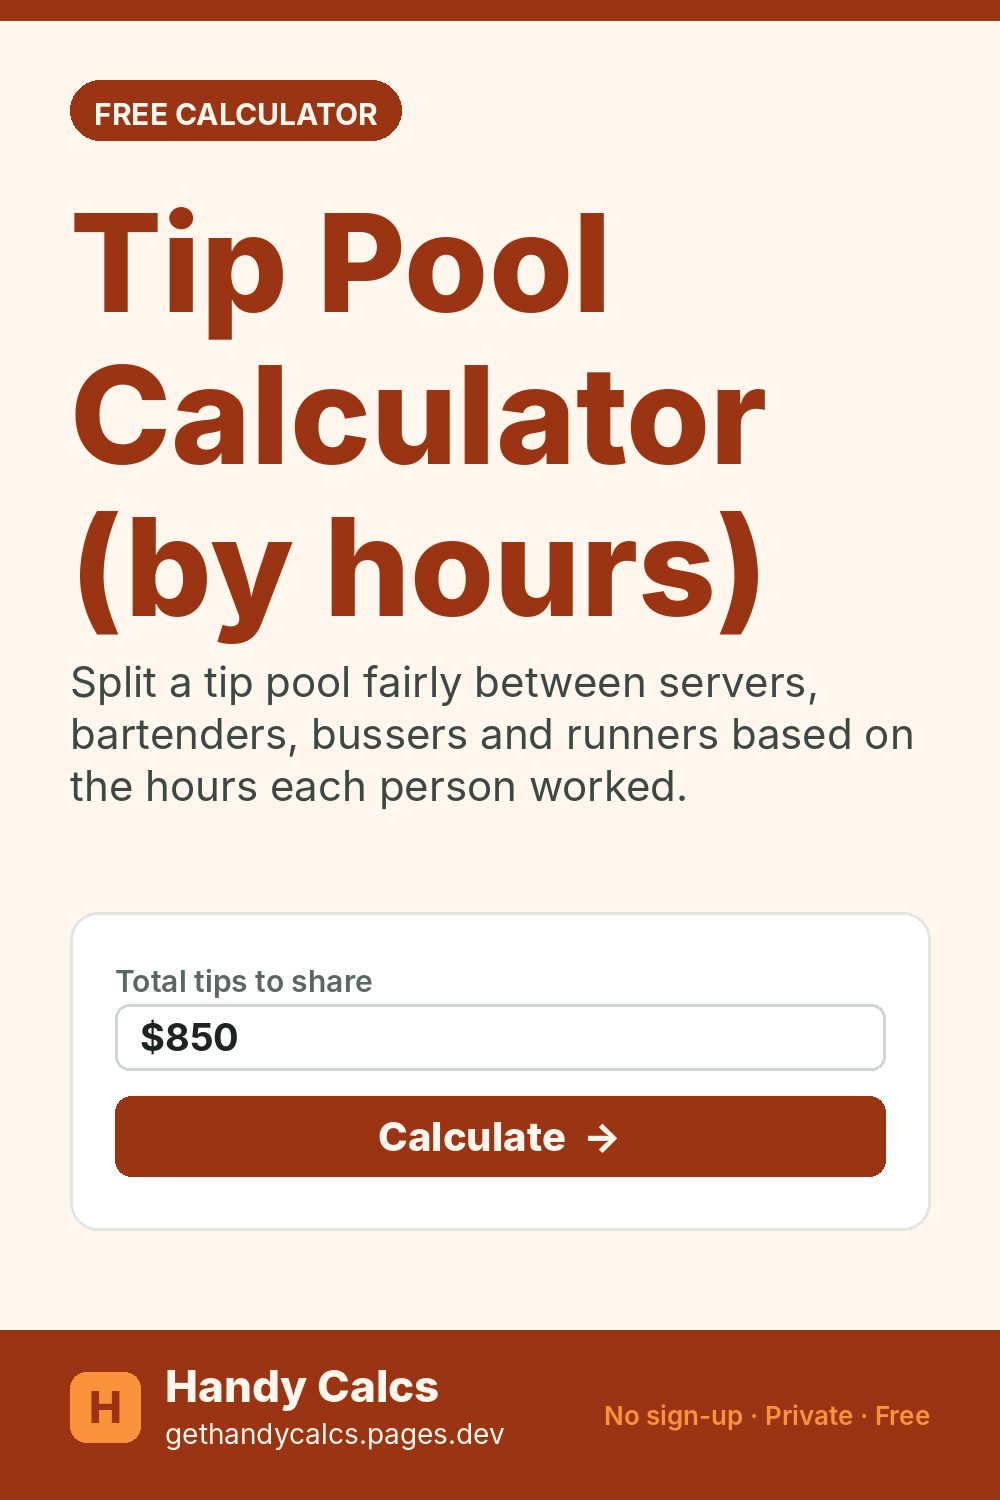 FREE CALCULATOR
Tip Pool
Calculator
(by hours)
Split a tip pool fairly between servers,
bartenders, bussers and runners based on
the hours each person worked.
Total tips to share
$850
Calculate →
H
Handy Calcs
gethandycalcs.pages.dev
No sign-up · Private · Free